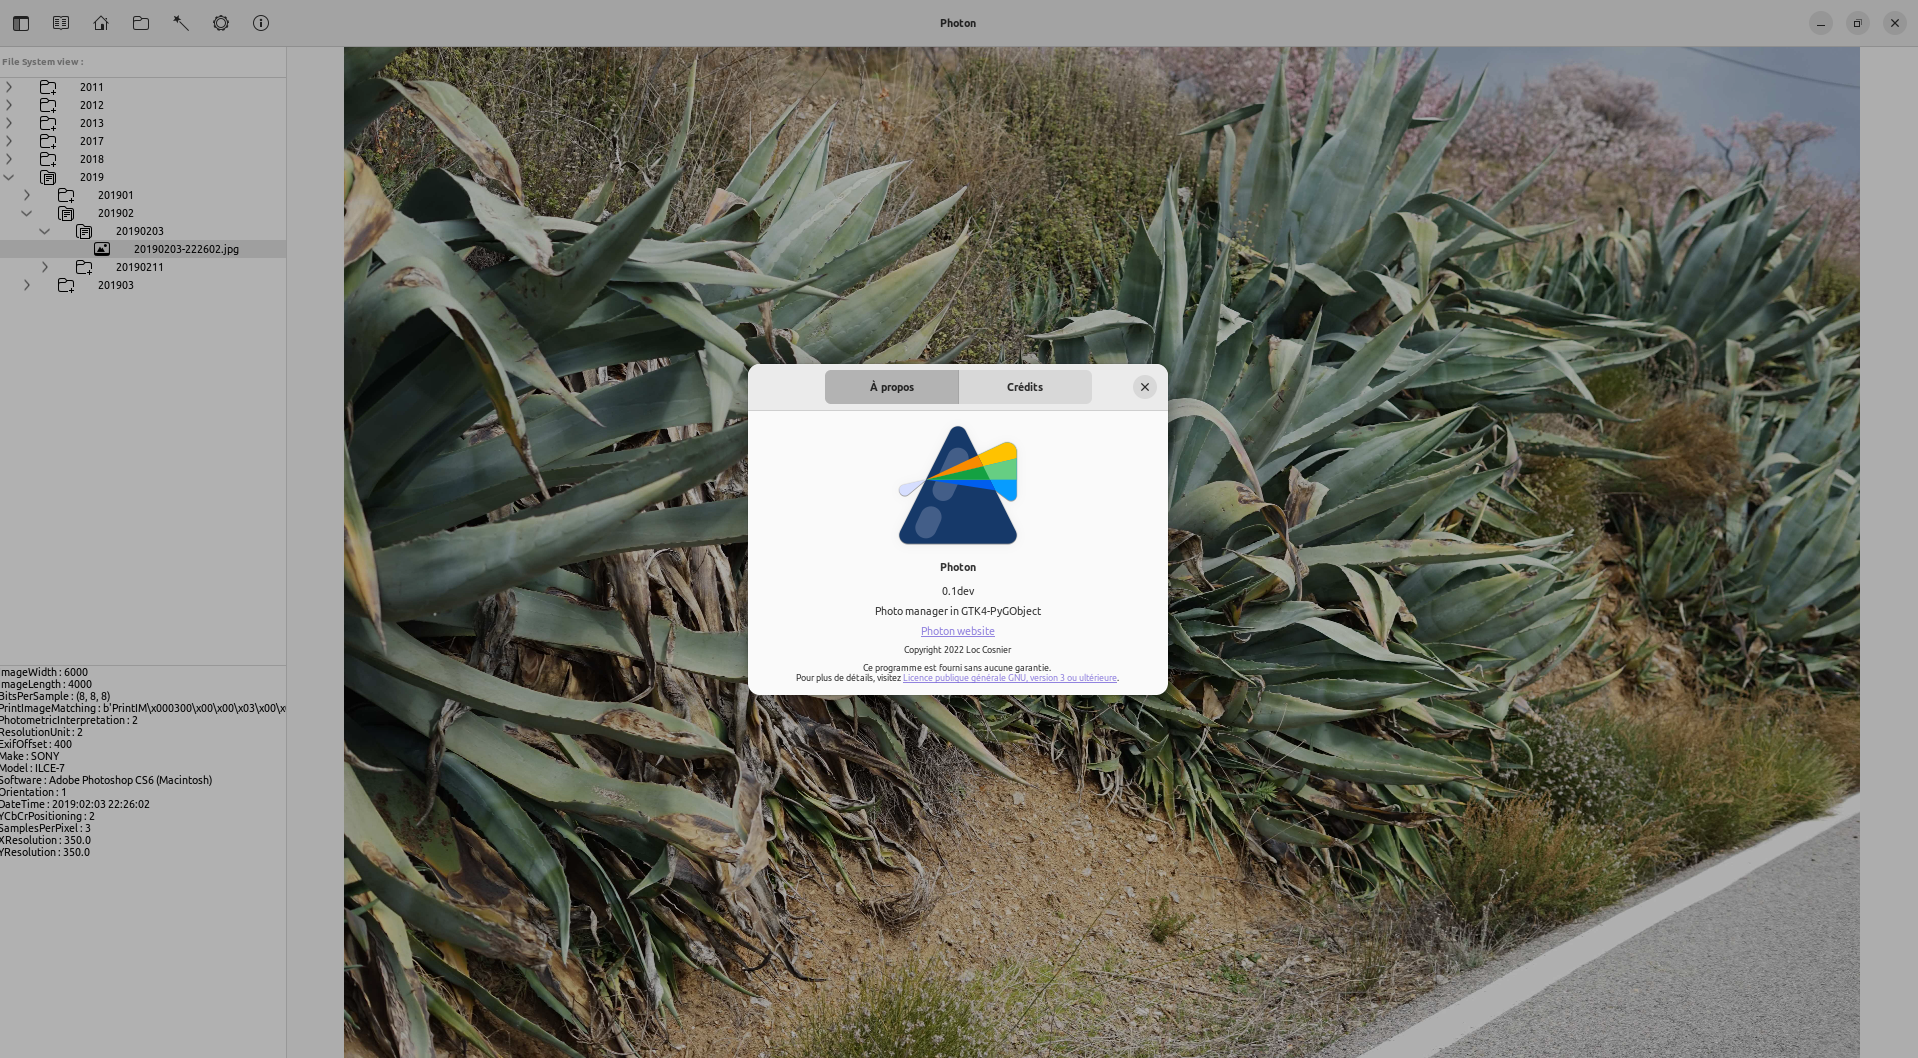 Photon
File System view :
2011
2012
2013
2017
2018
2019
201901
201902
20190203
20190203-222602.jpg
20190211
201903
À propos
Crédits
Photon
0.1dev
Photo manager in GTK4-PyGObject
Photon website
Copyright 2022 Loc Cosnier
Ce programme est fourni sans aucune garantie.
Pour plus de détails, visitez Licence publique générale GNU, version 3 ou ultérieure.
ImageWidth : 6000
ImageLength : 4000
BitsPerSample : (8, 8, 8)
PrintImageMatching : b'PrintIM\x000300\x00\x00\x03\x00\x
PhotometricInterpretation : 2
ResolutionUnit : 2
ExifOffset : 400
Make : SONY
Model : ILCE-7
Software : Adobe Photoshop CS6 (Macintosh)
Orientation : 1
DateTime : 2019:02:03 22:26:02
YCbCrPositioning : 2
SamplesPerPixel : 3
XResolution : 350.0
YResolution : 350.0